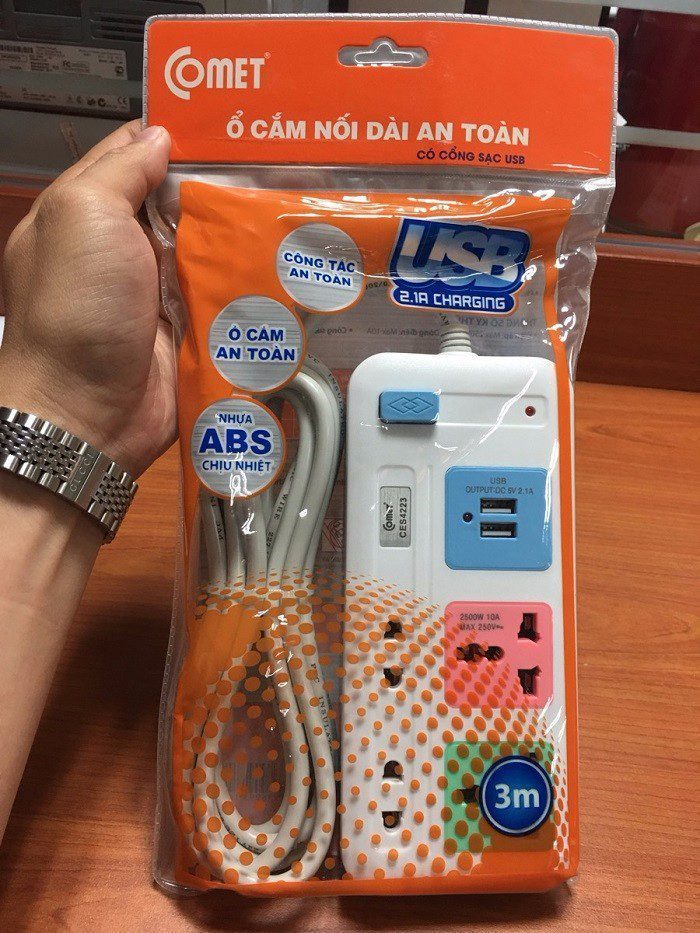 COMET®
Ổ CẮM NỐI DÀI AN TOÀN
CÓ CỔNG SẠC USB
USB
2.1A CHARGING
CÔNG TẮC
AN TOÀN
Ổ CẮM
AN TOÀN
NHỰA
ABS
CHỊU NHIỆT
USB
OUTPUT-DC 5V 2.1A
COMET
CES4223
2500W 10A
MAX 250V~
3m
GUCCI